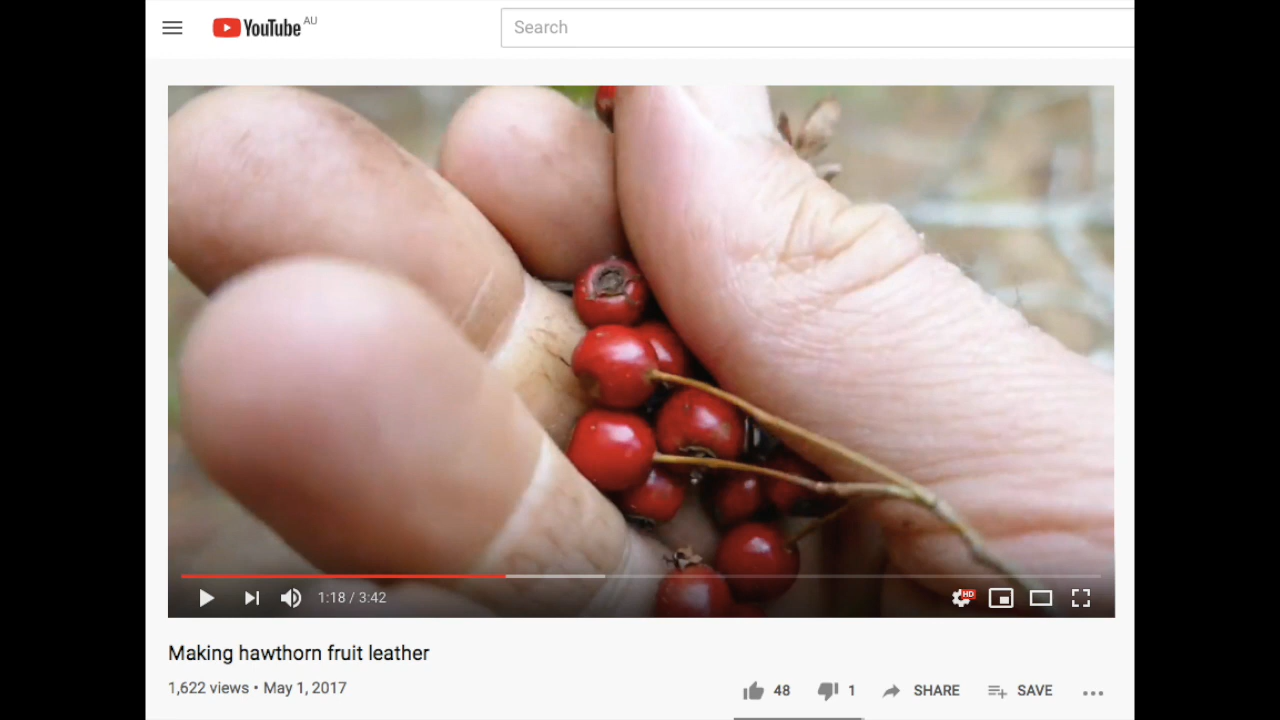 YouTube AU
Search
1:18 / 3:42
HD
Making hawthorn fruit leather
1,622 views • May 1, 2017
48 1 SHARE SAVE